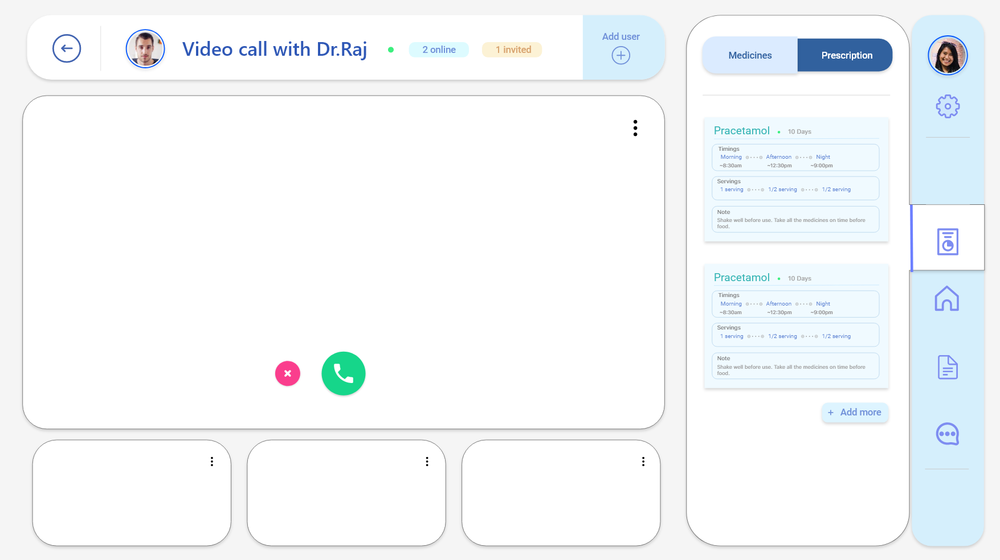 Video call with Dr.Raj
2 online
1 invited
Add user
Medicines
Prescription
Pracetamol
10 Days
Timings
Morning Afternoon Night
~8:30am ~12:30pm ~9:00pm
Servings
1 serving 1/2 serving 1/2 serving
Note
Shake well before use. Take all the medicines on time before
food.
Pracetamol
10 Days
Timings
Morning Afternoon Night
~8:30am ~12:30pm ~9:00pm
Servings
1 serving 1/2 serving 1/2 serving
Note
Shake well before use. Take all the medicines on time before
food.
+ Add more